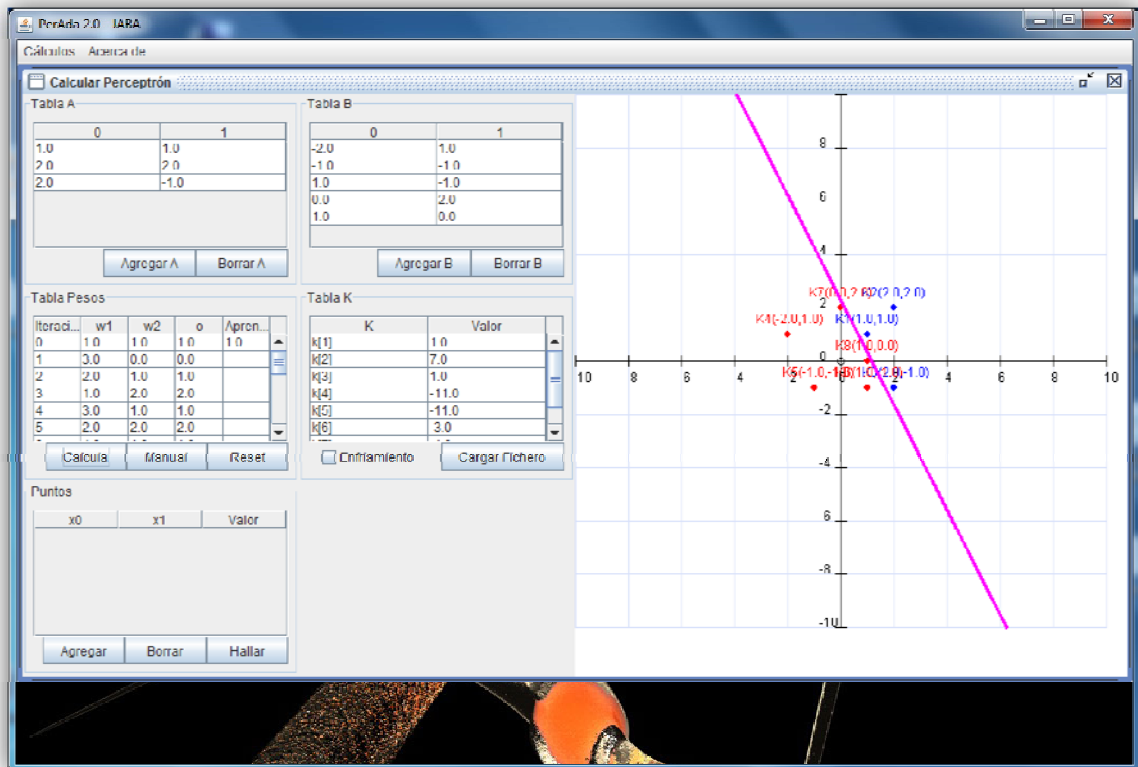 PerAda 2.0 JARA
Cálculos Acerca de
Calcular Perceptrón
Tabla A
0 1
1.0 1.0
2.0 2.0
2.0 -1.0
Agregar A Borrar A
Tabla B
0 1
-2.0 1.0
-1.0 -1.0
1.0 -1.0
0.0 2.0
1.0 0.0
Agregar B Borrar B
Tabla Pesos
Iteraci... w1 w2 o Apren...
0 1.0 1.0 1.0 1.0
1 3.0 0.0 0.0
2 2.0 1.0 1.0
3 1.0 2.0 2.0
4 3.0 1.0 1.0
5 2.0 2.0 2.0
Calcula Manual Reset
Tabla K
K Valor
k[1] 1.0
k[2] 7.0
k[3] 1.0
k[4] -11.0
k[5] -11.0
k[6] 3.0
Enfriamiento Cargar Fichero
Puntos
x0 x1 Valor
Agregar Borrar Hallar
8
6
4
2
0
-2
-4
6
-8
-10
10 8 6 4 2 4 6 8 10
K2(2.0,2.0)
K4(-2.0,1.0) K1(1.0,1.0)
K8(1.0,0.0)